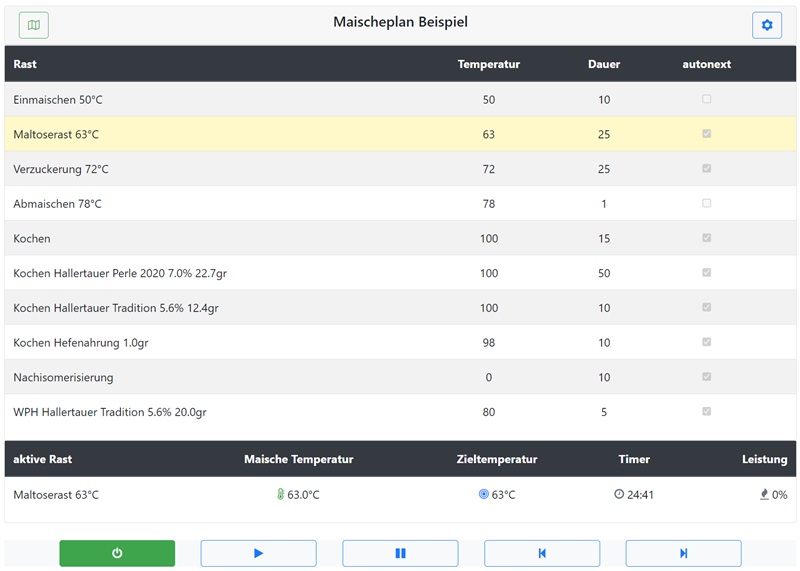 Maischeplan Beispiel
Rast Temperatur Dauer autonext
Einmaischen 50°C 50 10
Maltoserast 63°C 63 25
Verzuckerung 72°C 72 25
Abmaischen 78°C 78 1
Kochen 100 15
Kochen Hallertauer Perle 2020 7.0% 22.7gr 100 50
Kochen Hallertauer Tradition 5.6% 12.4gr 100 10
Kochen Hefenahrung 1.0gr 98 10
Nachisomerisierung 0 10
WPH Hallertauer Tradition 5.6% 20.0gr 80 5
aktive Rast Maische Temperatur Zieltemperatur Timer Leistung
Maltoserast 63°C 63.0°C 63°C 24:41 0%